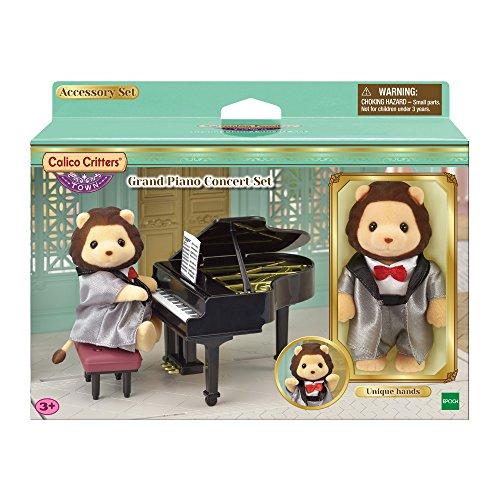 Accessory Set
WARNING:
CHOKING HAZARD – Small parts.
Not for children under 3 years.
Calico Critters®
TOWN
Grand Piano Concert Set
Unique hands
3+
EPOCH